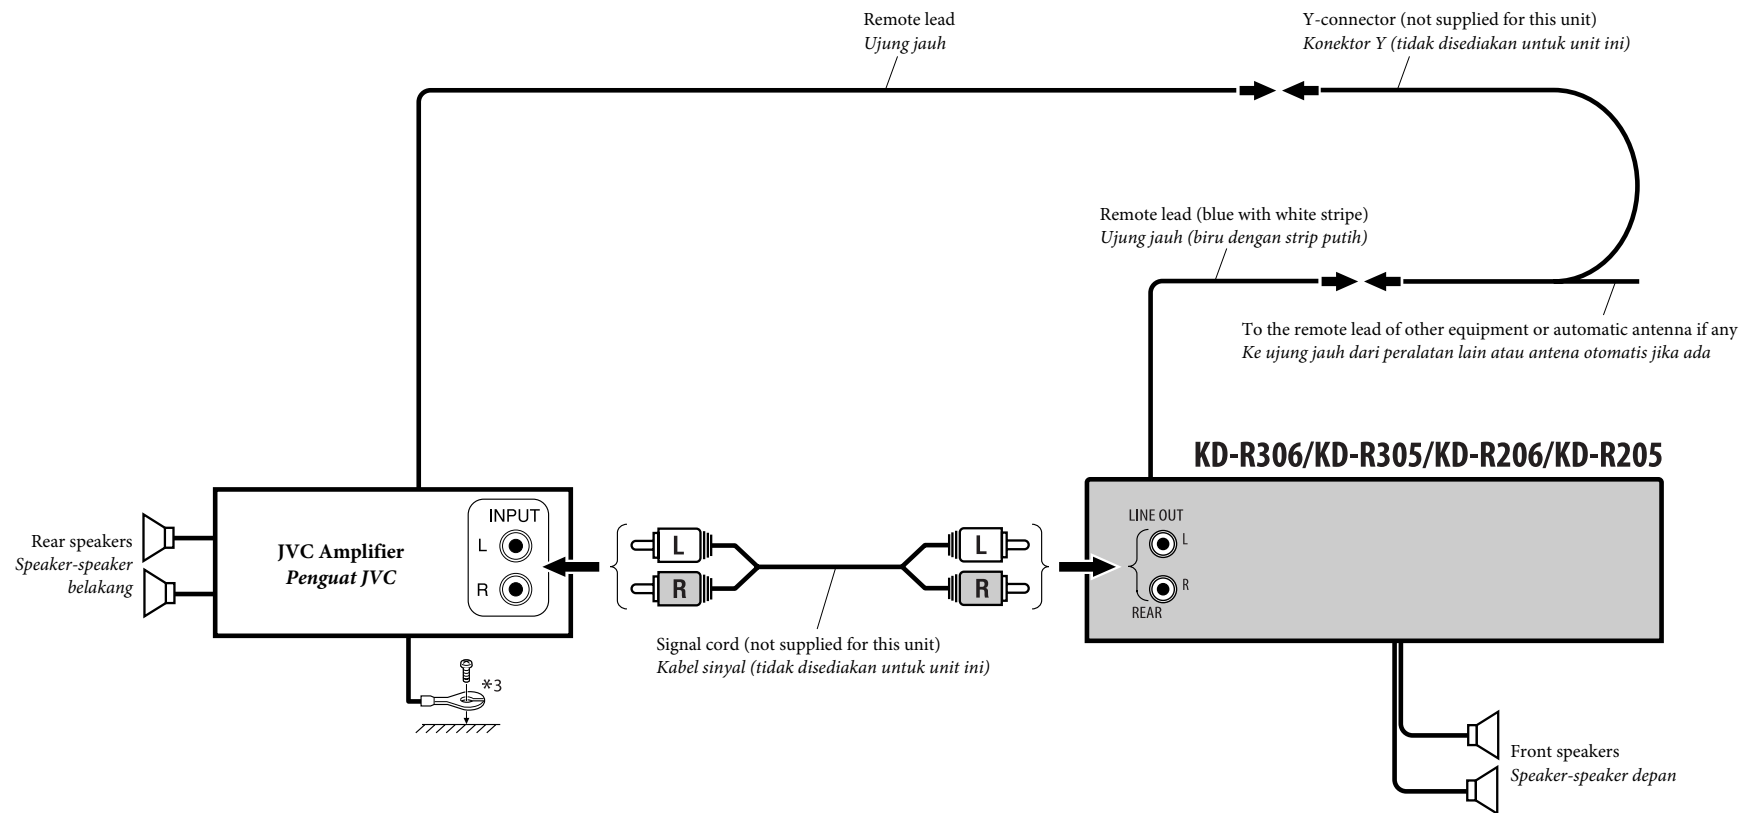 Remote lead
Ujung jauh
Y-connector (not supplied for this unit)
Konektor Y (tidak disediakan untuk unit ini)
Remote lead (blue with white stripe)
Ujung jauh (biru dengan strip putih)
To the remote lead of other equipment or automatic antenna if any
Ke ujung jauh dari peralatan lain atau antena otomatis jika ada
KD-R306/KD-R305/KD-R206/KD-R205
Rear speakers
Speaker-speaker
belakang
JVC Amplifier
Penguat JVC
INPUT
L
R
L
R
L
R
LINE OUT
L
R
REAR
Signal cord (not supplied for this unit)
Kabel sinyal (tidak disediakan untuk unit ini)
*3
Front speakers
Speaker-speaker depan